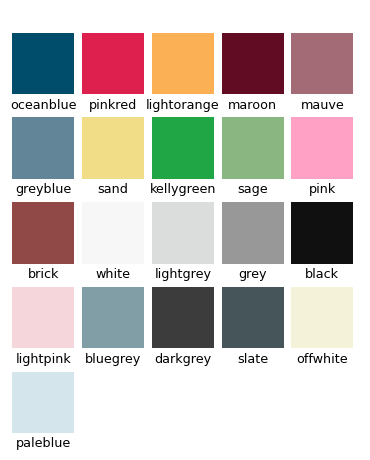 oceanblue pinkred lightorange maroon mauve
greyblue sand kellygreen sage pink
brick white lightgrey grey black
lightpink bluegrey darkgrey slate offwhite
paleblue